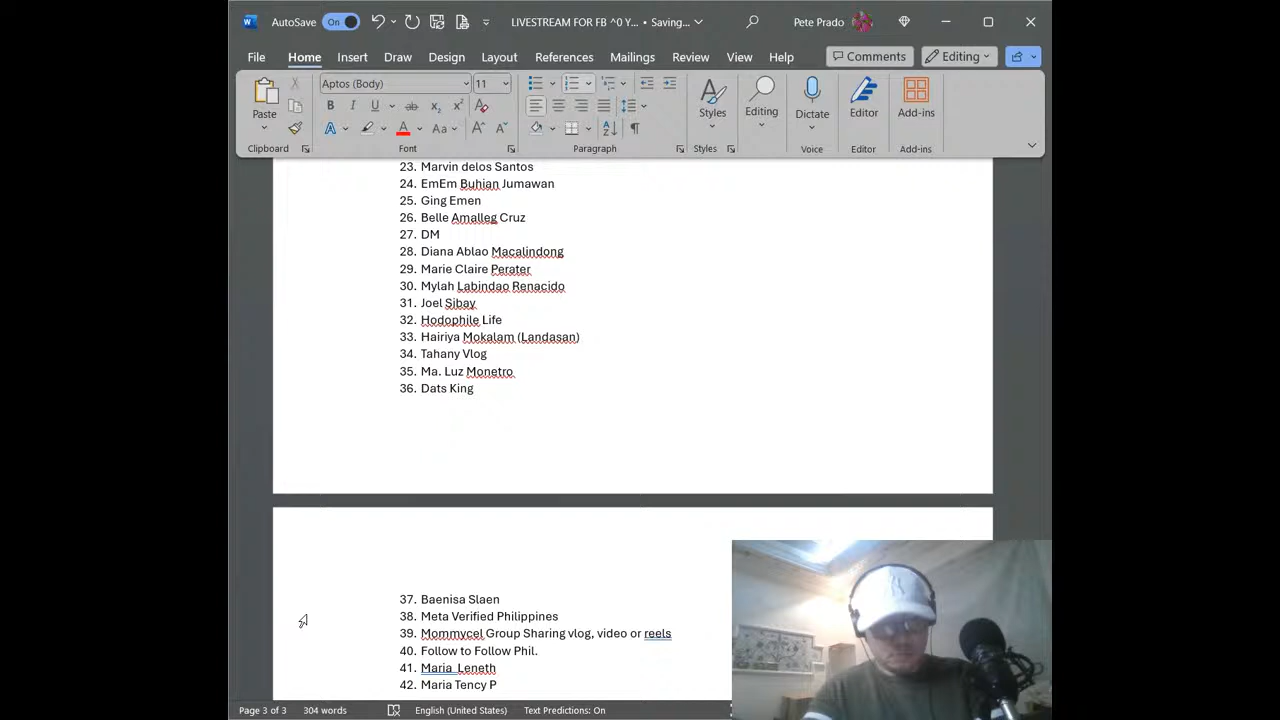 AutoSave On LIVESTREAM FOR FB ^0 Y... • Saving... Pete Prado
File Home Insert Draw Design Layout References Mailings Review View Help Comments Editing
Paste Aptos (Body) 11 Styles Editing Dictate Editor Add-ins
Clipboard Font Paragraph Styles Voice Editor Add-ins
23. Marvin delos Santos
24. EmEm Buhian Jumawan
25. Ging Emen
26. Belle Amalleg Cruz
27. DM
28. Diana Ablao Macalindong
29. Marie Claire Perater
30. Mylah Labindao Renacido
31. Joel Sibay
32. Hodophile Life
33. Hairiya Mokalam (Landasan)
34. Tahany Vlog
35. Ma. Luz Monetro
36. Dats King
37. Baenisa Slaen
38. Meta Verified Philippines
39. Mommycel Group Sharing vlog, video or reels
40. Follow to Follow Phil.
41. Maria Leneth
42. Maria Tency P
Page 3 of 3 304 words English (United States) Text Predictions: On